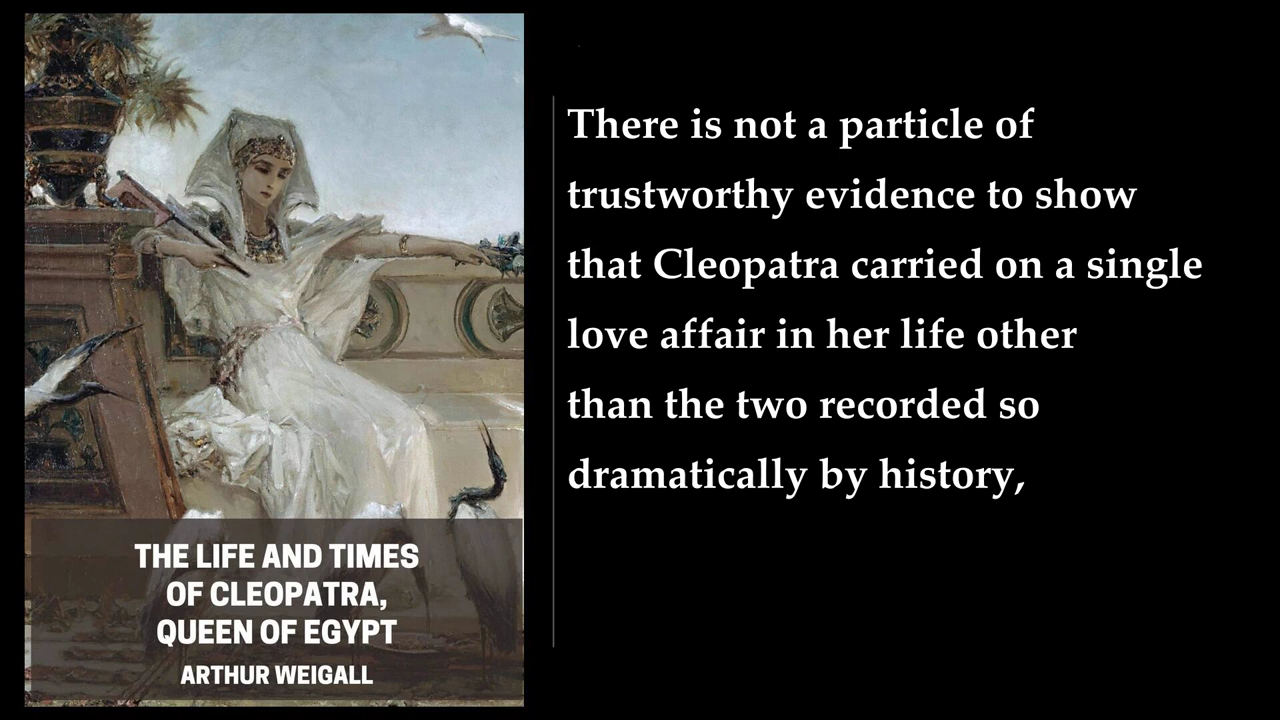 THE LIFE AND TIMES
OF CLEOPATRA,
QUEEN OF EGYPT
ARTHUR WEIGALL
There is not a particle of
trustworthy evidence to show
that Cleopatra carried on a single
love affair in her life other
than the two recorded so
dramatically by history,